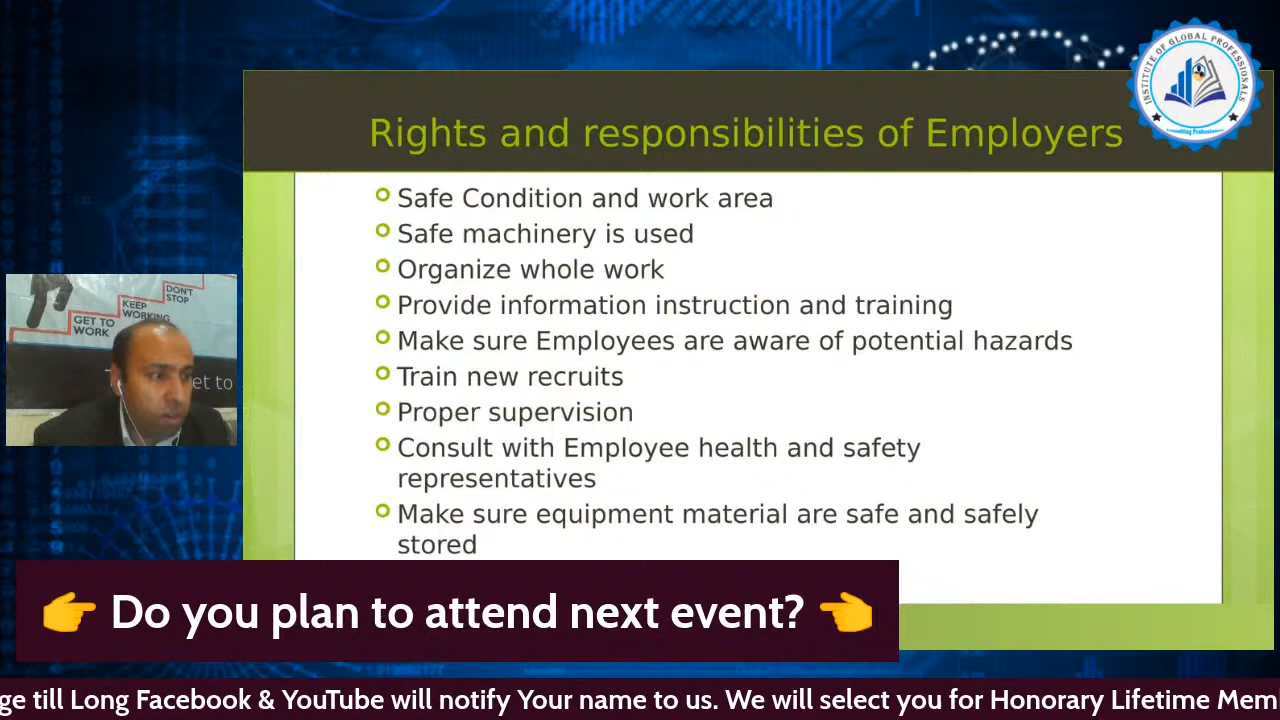 INSTITUTE OF GLOBAL PROFESSIONALS
Rights and responsibilities of Employers
Safe Condition and work area
Safe machinery is used
Organize whole work
Provide information instruction and training
Make sure Employees are aware of potential hazards
Train new recruits
Proper supervision
Consult with Employee health and safety
representatives
Make sure equipment material are safe and safely
stored
DON'T
STOP
KEEP
WORKING
GET TO
WORK
et to
👉 Do you plan to attend next event? 👈
ge till Long Facebook & YouTube will notify Your name to us. We will select you for Honorary Lifetime Mem